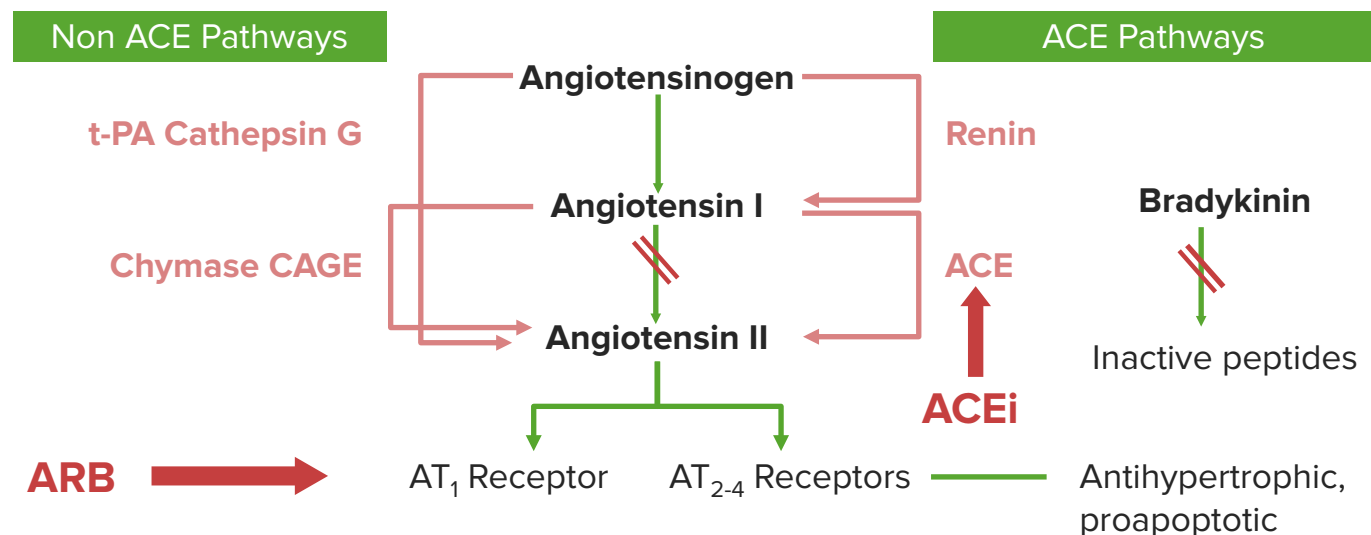 Non ACE Pathways
ACE Pathways
Angiotensinogen
t-PA Cathepsin G
Renin
Angiotensin I
Bradykinin
Chymase CAGE
ACE
Angiotensin II
Inactive peptides
ACEi
ARB
AT₁ Receptor
AT₂₋₄ Receptors
Antihypertrophic,
proapoptotic